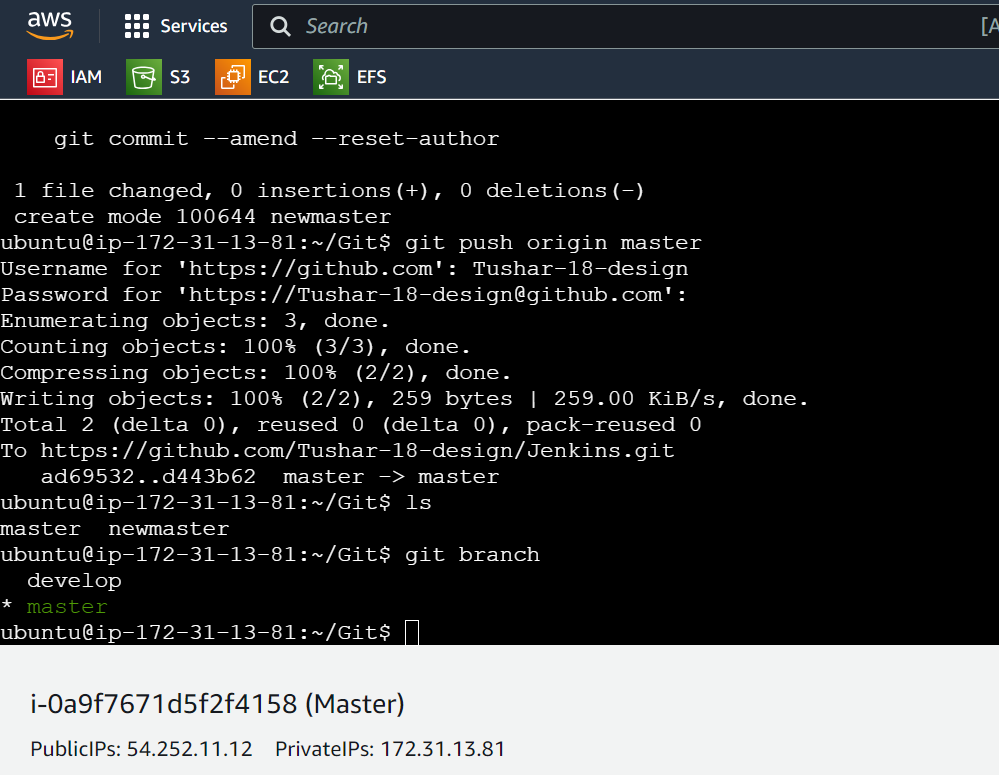 aws
Services
Search
[A
IAM
S3
EC2
EFS
git commit --amend --reset-author
1 file changed, 0 insertions(+), 0 deletions(-)
create mode 100644 newmaster
ubuntu@ip-172-31-13-81:~/Git$ git push origin master
Username for 'https://github.com': Tushar-18-design
Password for 'https://Tushar-18-design@github.com':
Enumerating objects: 3, done.
Counting objects: 100% (3/3), done.
Compressing objects: 100% (2/2), done.
Writing objects: 100% (2/2), 259 bytes | 259.00 KiB/s, done.
Total 2 (delta 0), reused 0 (delta 0), pack-reused 0
To https://github.com/Tushar-18-design/Jenkins.git
ad69532..d443b62  master -> master
ubuntu@ip-172-31-13-81:~/Git$ ls
master  newmaster
ubuntu@ip-172-31-13-81:~/Git$ git branch
develop
* master
ubuntu@ip-172-31-13-81:~/Git$
i-0a9f7671d5f2f4158 (Master)
PublicIPs: 54.252.11.12 PrivateIPs: 172.31.13.81